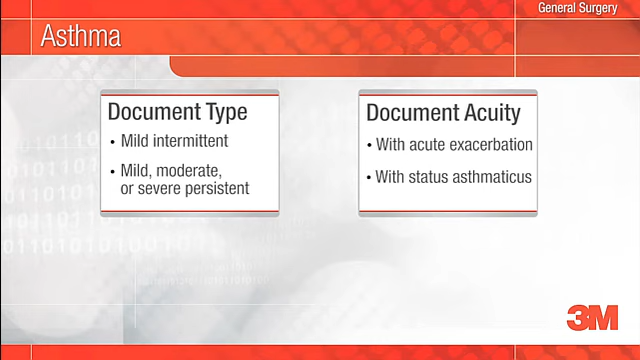 General Surgery
Asthma
Document Type
• Mild intermittent
• Mild, moderate,
or severe persistent
Document Acuity
• With acute exacerbation
• With status asthmaticus
3M